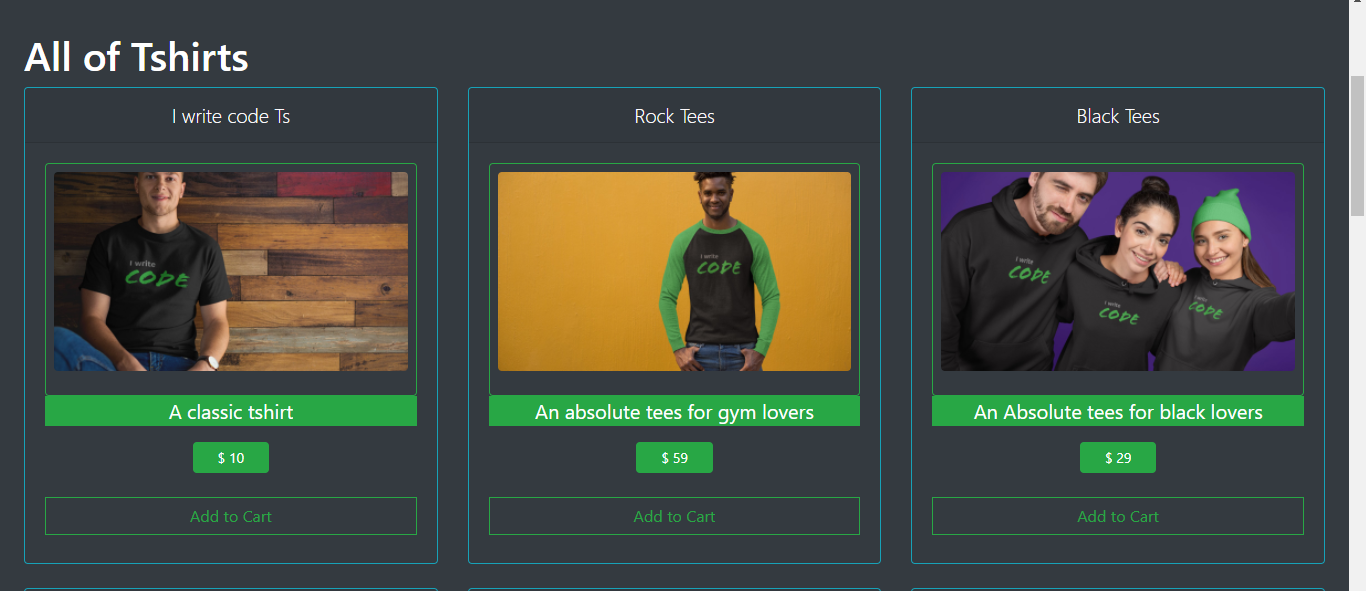 All of Tshirts
I write code Ts
Rock Tees
Black Tees
I write
CODE
I write
CODE
I write
CODE
I write
CODE
I write
CODE
A classic tshirt
An absolute tees for gym lovers
An Absolute tees for black lovers
$ 10
$ 59
$ 29
Add to Cart
Add to Cart
Add to Cart